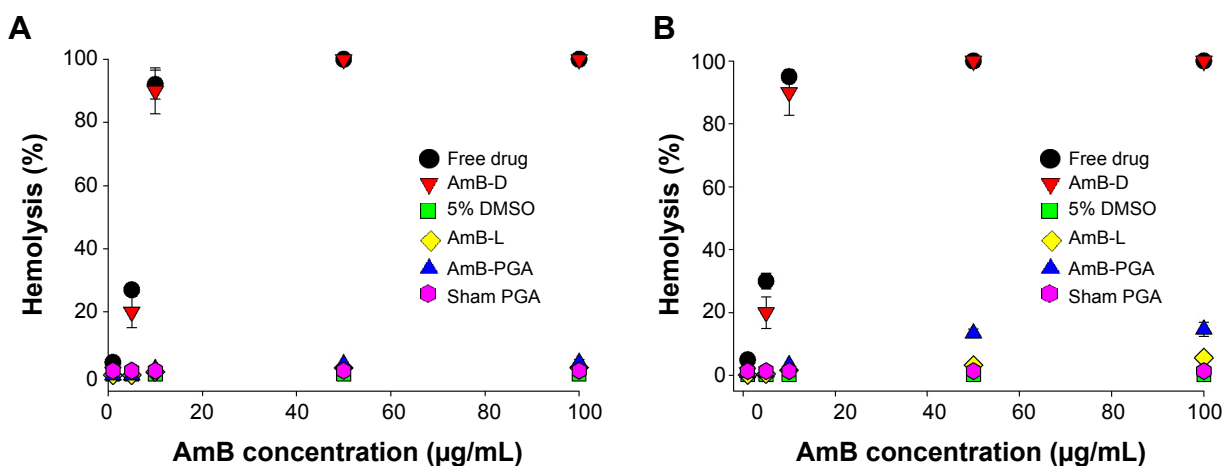 A
Hemolysis (%)
100
80
60
40
20
0
0 20 40 60 80 100
AmB concentration (µg/mL)
Free drug
AmB-D
5% DMSO
AmB-L
AmB-PGA
Sham PGA
B
Hemolysis (%)
100
80
60
40
20
0
0 20 40 60 80 100
AmB concentration (µg/mL)
Free drug
AmB-D
5% DMSO
AmB-L
AmB-PGA
Sham PGA